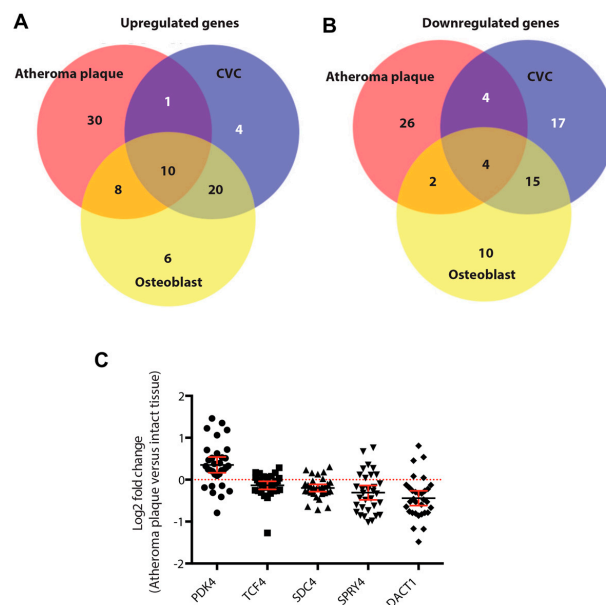 A
Upregulated genes
Atheroma plaque
CVC
30
1
4
10
8
20
6
Osteoblast
B
Downregulated genes
Atheroma plaque
CVC
26
4
17
4
2
15
10
Osteoblast
C
Log2 fold change
(Atheroma plaque versus intact tissue)
2
1
0
-1
-2
PDK4
TCF4
SDC4
SPRY4
DACT1